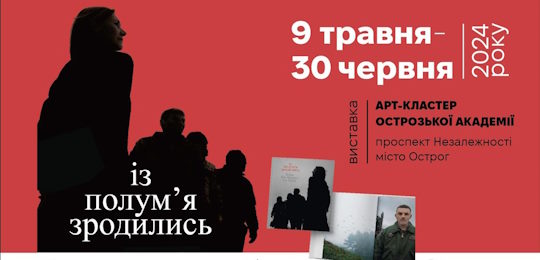 9 травня–
30 червня
2024
року
виставка
АРТ-КЛАСТЕР
ОСТРОЗЬКОЇ АКАДЕМІЇ
проспект Незалежності
місто Острог
із
полум’я
зродились